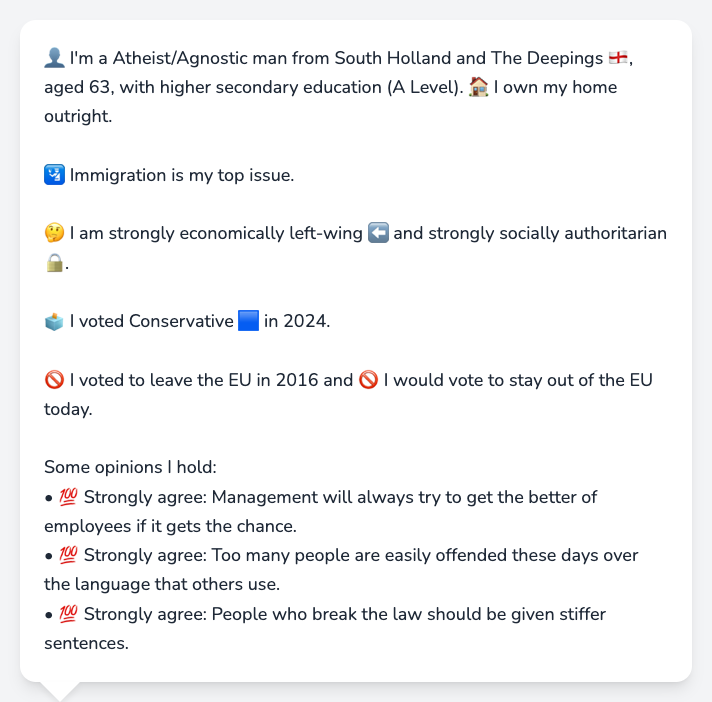 👤 I'm a Atheist/Agnostic man from South Holland and The Deepings 🏴󠁧󠁢󠁥󠁮󠁧󠁿,
aged 63, with higher secondary education (A Level). 🏠 I own my home
outright.
🛂 Immigration is my top issue.
🤔 I am strongly economically left-wing ⬅️ and strongly socially authoritarian
🔒.
🗳️ I voted Conservative 🟦 in 2024.
🚫 I voted to leave the EU in 2016 and 🚫 I would vote to stay out of the EU
today.
Some opinions I hold:
• 💯 Strongly agree: Management will always try to get the better of
employees if it gets the chance.
• 💯 Strongly agree: Too many people are easily offended these days over
the language that others use.
• 💯 Strongly agree: People who break the law should be given stiffer
sentences.